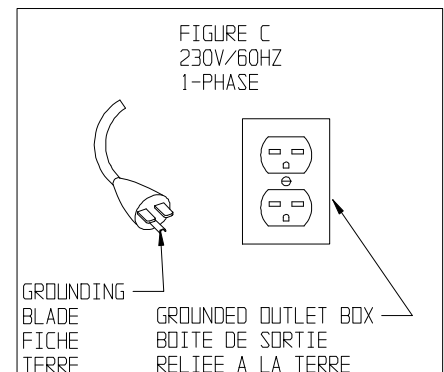 FIGURE C
230V/60HZ
1-PHASE
GROUNDING
BLADE
FICHE
TERRE
GROUNDED OUTLET BOX
BOITE DE SORTIE
RELIEE A LA TERRE